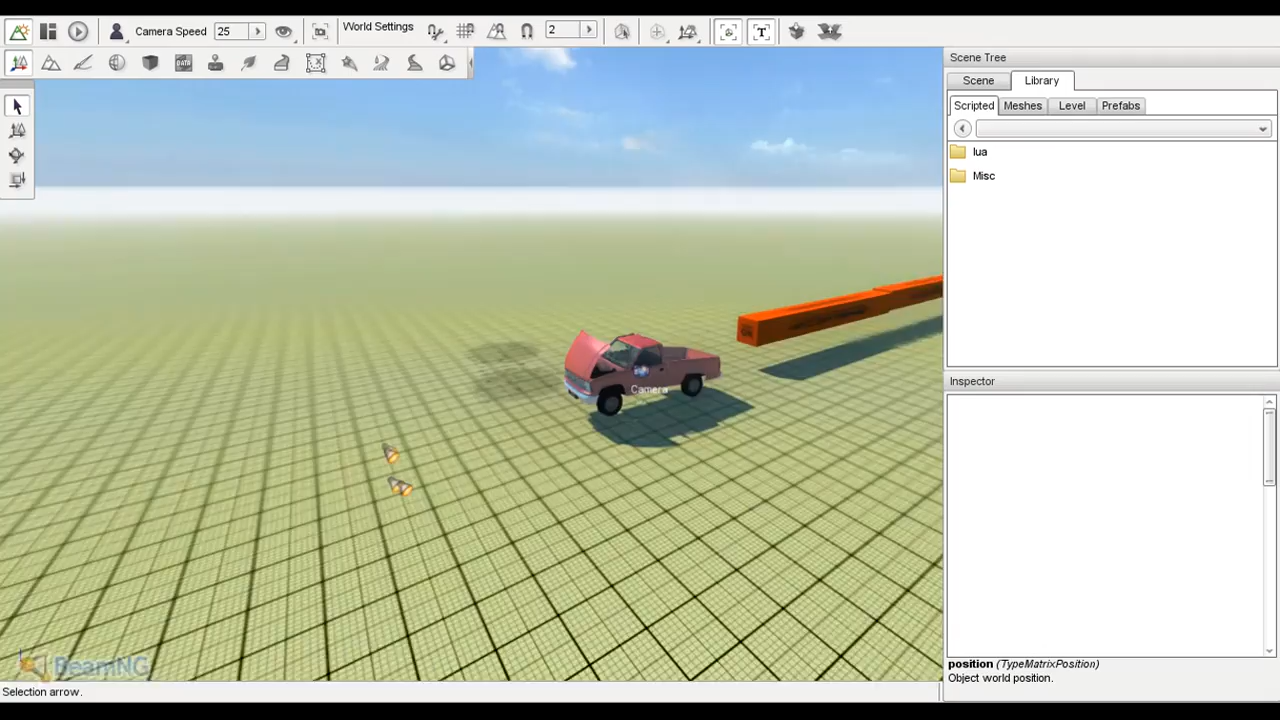 Camera Speed 25
World Settings
2
T
DATA
Scene Tree
Scene Library
Scripted Meshes Level Prefabs
lua
Misc
Inspector
Camera
position (TypeMatrixPosition)
Object world position.
BeamNG
Selection arrow.